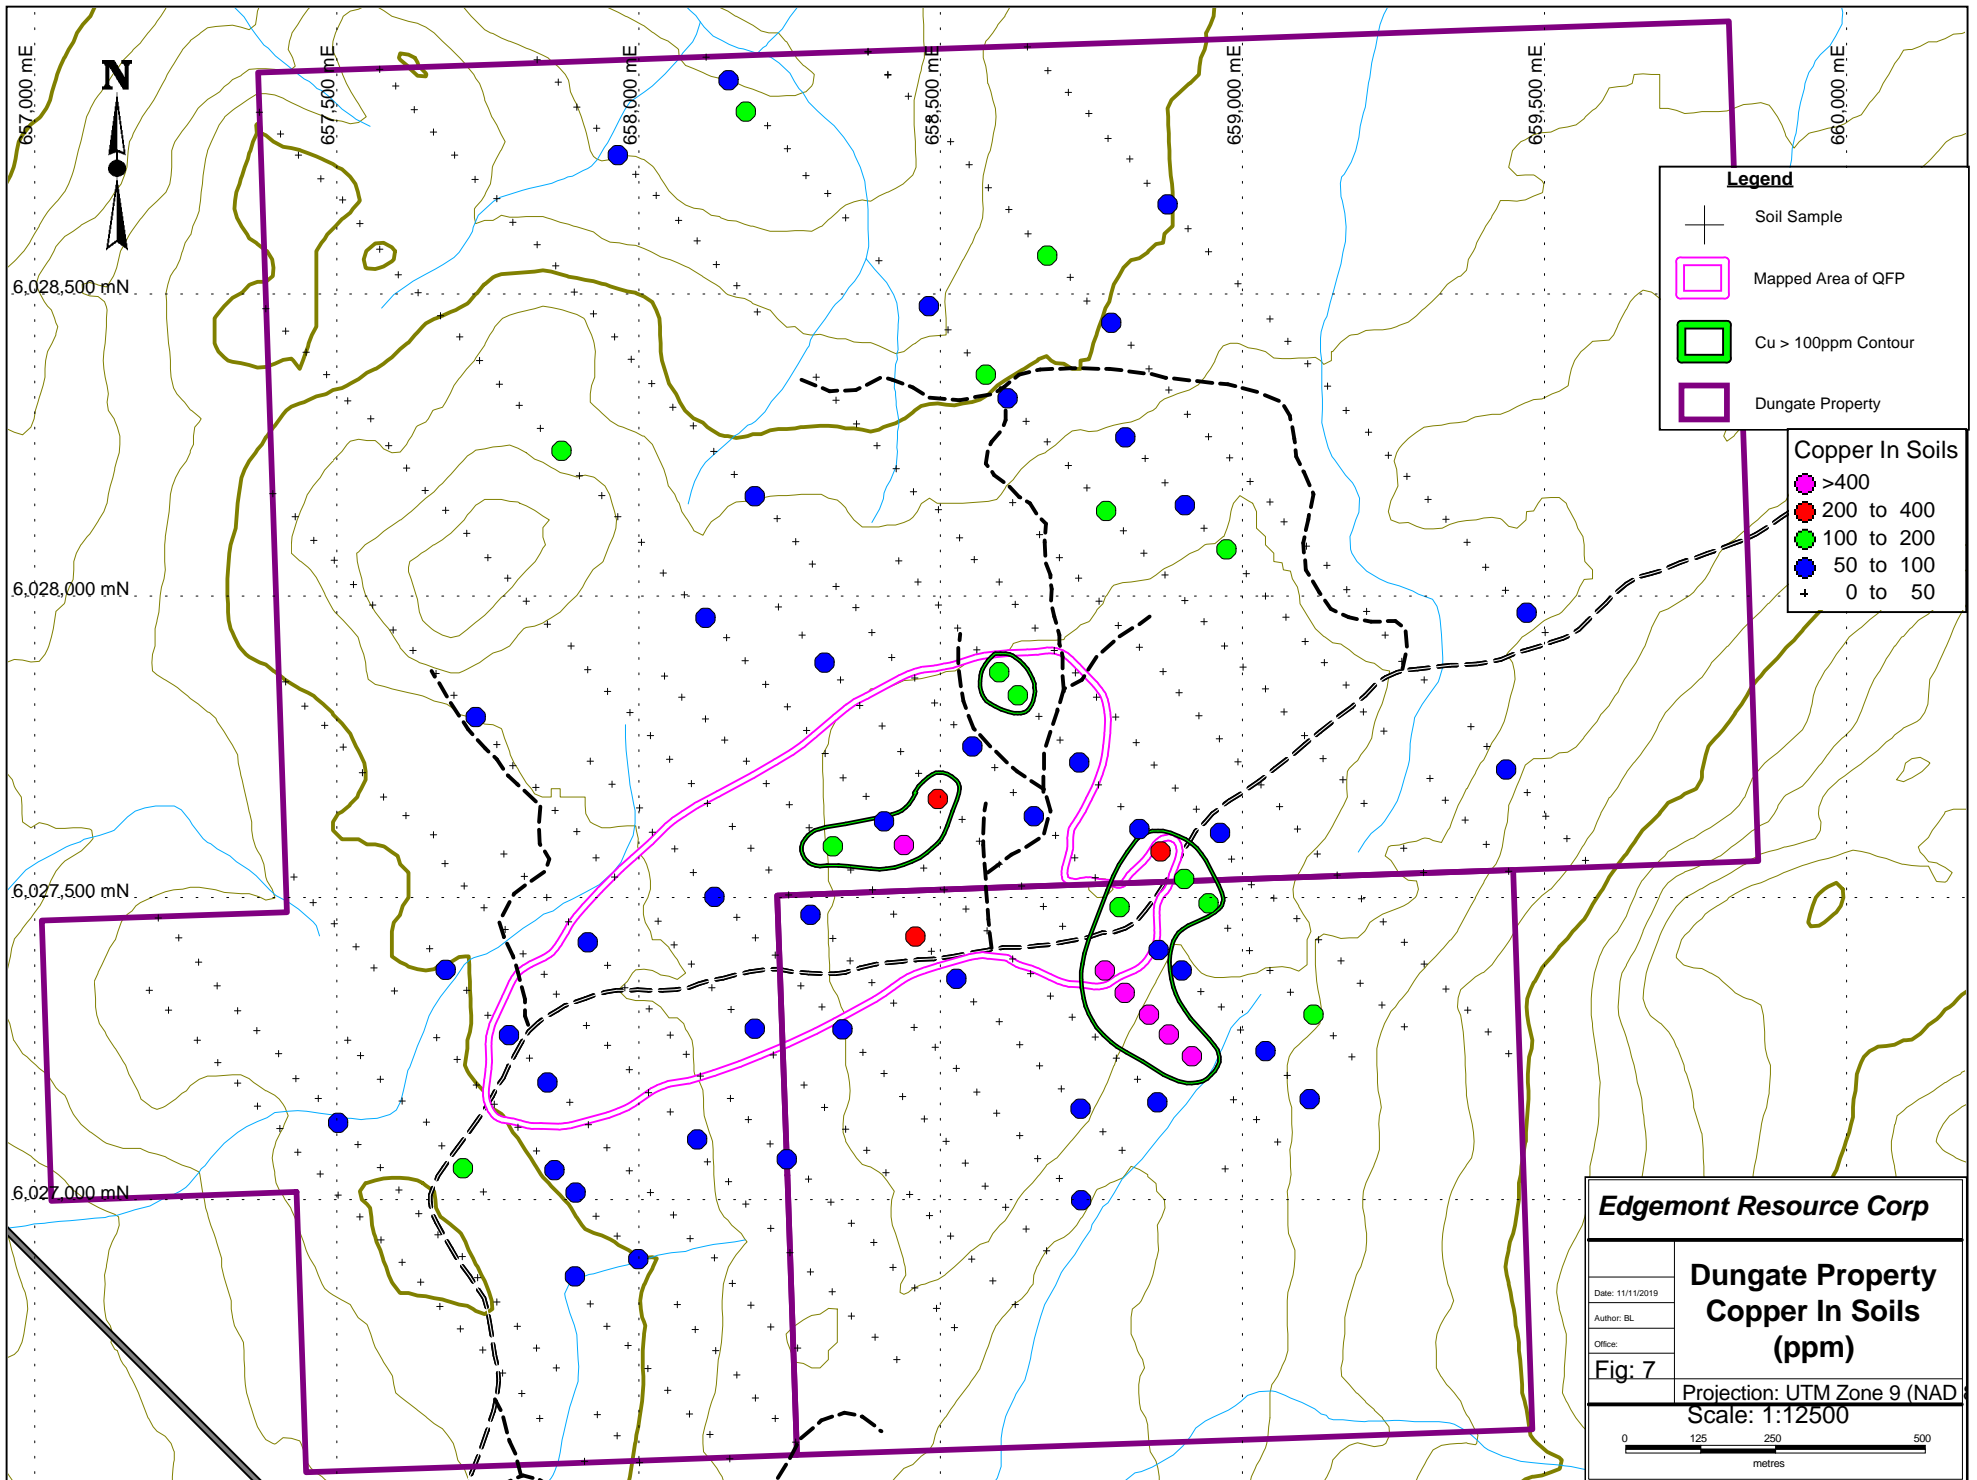 657,000 mE
657,500 mE
658,000 mE
658,500 mE
659,000 mE
659,500 mE
660,000 mE
N
6,028,500 mN
6,028,000 mN
6,027,500 mN
6,027,000 mN
Legend
Soil Sample
Mapped Area of QFP
Cu > 100ppm Contour
Dungate Property
Copper In Soils
>400
200 to 400
100 to 200
50 to 100
0 to 50
Edgemont Resource Corp
Date: 11/11/2019
Author: BL
Office:
Fig: 7
Dungate Property
Copper In Soils
(ppm)
Projection: UTM Zone 9 (NAD
Scale: 1:12500
0 125 250 500
metres